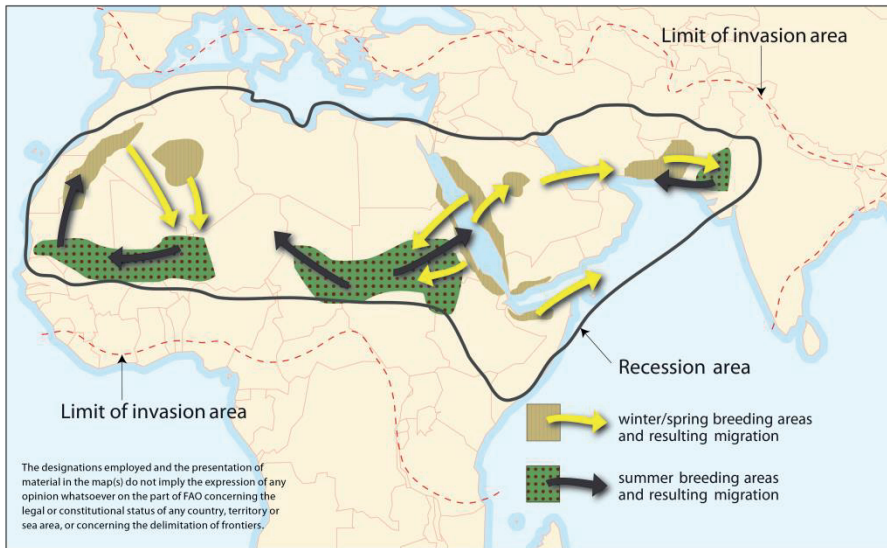 Limit of invasion area
Recession area
Limit of invasion area
winter/spring breeding areas
and resulting migration
summer breeding areas
and resulting migration
The designations employed and the presentation of
material in the map(s) do not imply the expression of any
opinion whatsoever on the part of FAO concerning the
legal or constitutional status of any country, territory or
sea area, or concerning the delimitation of frontiers.